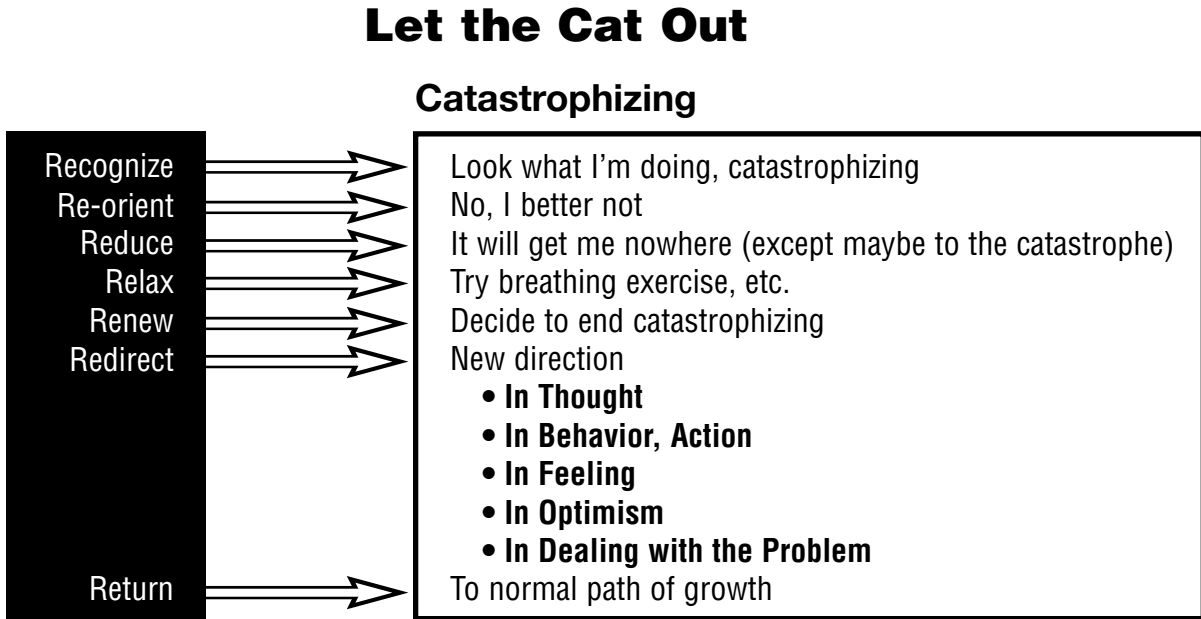 Let the Cat Out
Catastrophizing
Recognize Look what I'm doing, catastrophizing
Re-orient No, I better not
Reduce It will get me nowhere (except maybe to the catastrophe)
Relax Try breathing exercise, etc.
Renew Decide to end catastrophizing
Redirect New direction
• In Thought
• In Behavior, Action
• In Feeling
• In Optimism
• In Dealing with the Problem
Return To normal path of growth